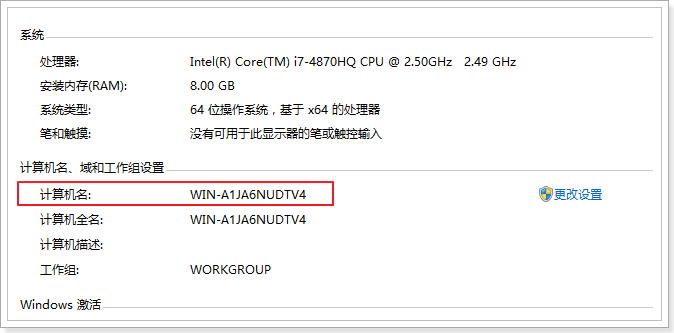 系统
处理器: Intel(R) Core(TM) i7-4870HQ CPU @ 2.50GHz 2.49 GHz
安装内存(RAM): 8.00 GB
系统类型: 64 位操作系统，基于 x64 的处理器
笔和触摸: 没有可用于此显示器的笔或触控输入
计算机名、域和工作组设置
计算机名: WIN-A1JA6NUDTV4 更改设置
计算机全名: WIN-A1JA6NUDTV4
计算机描述:
工作组: WORKGROUP
Windows 激活